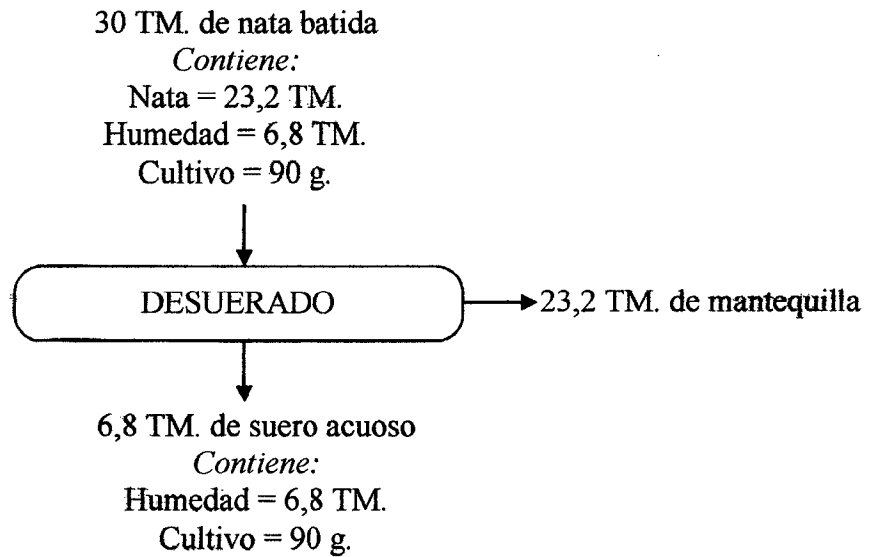 30 TM. de nata batida
Contiene:
Nata = 23,2 TM.
Humedad = 6,8 TM.
Cultivo = 90 g.
DESUERADO
23,2 TM. de mantequilla
6,8 TM. de suero acuoso
Contiene:
Humedad = 6,8 TM.
Cultivo = 90 g.